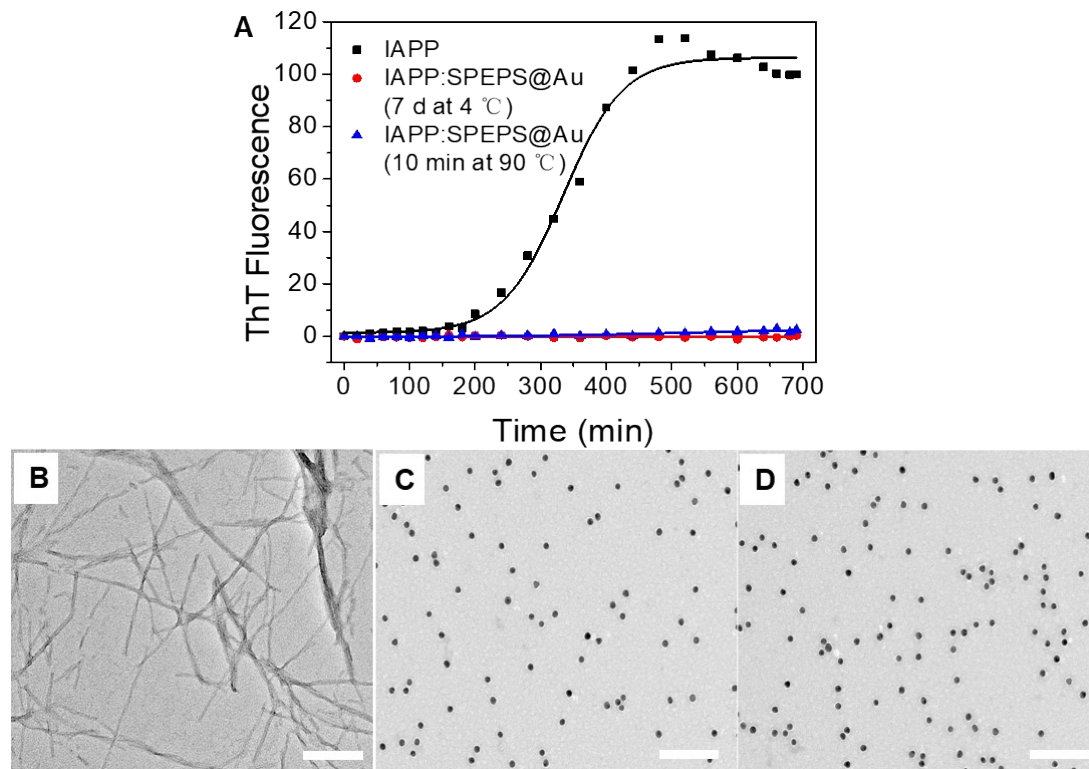 A
120
100
80
60
40
20
0
ThT Fluorescence
IAPP
IAPP:SPEPS@Au
(7 d at 4 ℃)
IAPP:SPEPS@Au
(10 min at 90 ℃)
0 100 200 300 400 500 600 700
Time (min)
B
C
D